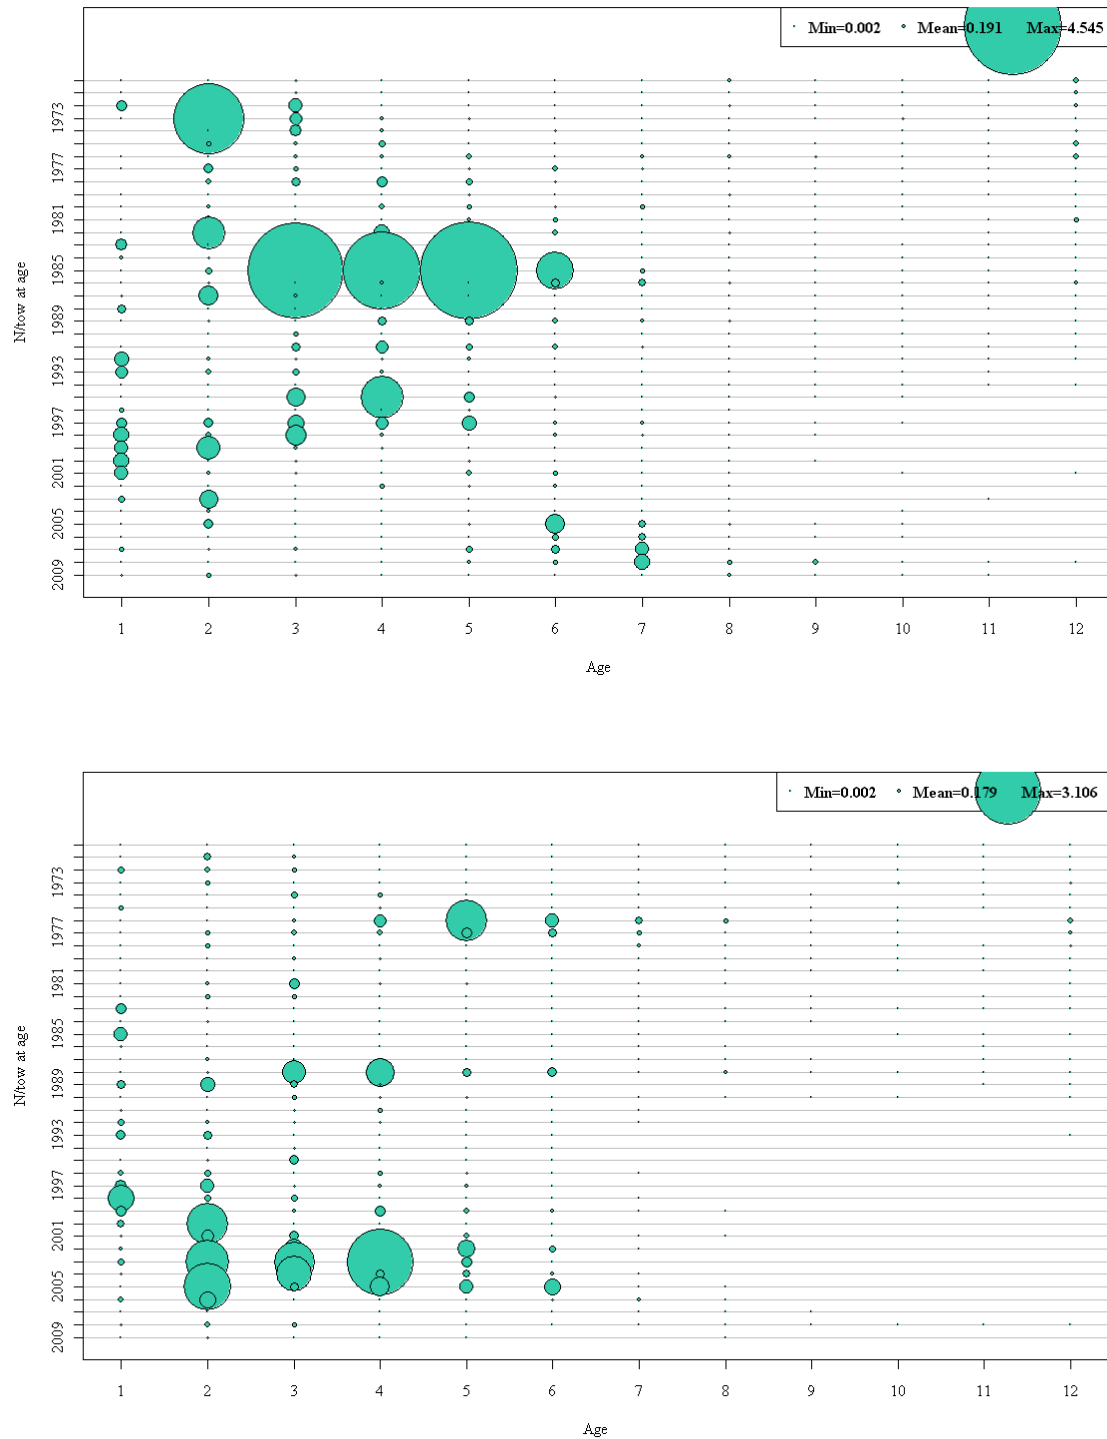 Min=0.002 Mean=0.191 Max=4.545
N/tow at age
1973
1977
1981
1985
1989
1993
1997
2001
2005
2009
1 2 3 4 5 6 7 8 9 10 11 12
Age
Min=0.002 Mean=0.179 Max=3.106
N/tow at age
1973
1977
1981
1985
1989
1993
1997
2001
2005
2009
1 2 3 4 5 6 7 8 9 10 11 12
Age